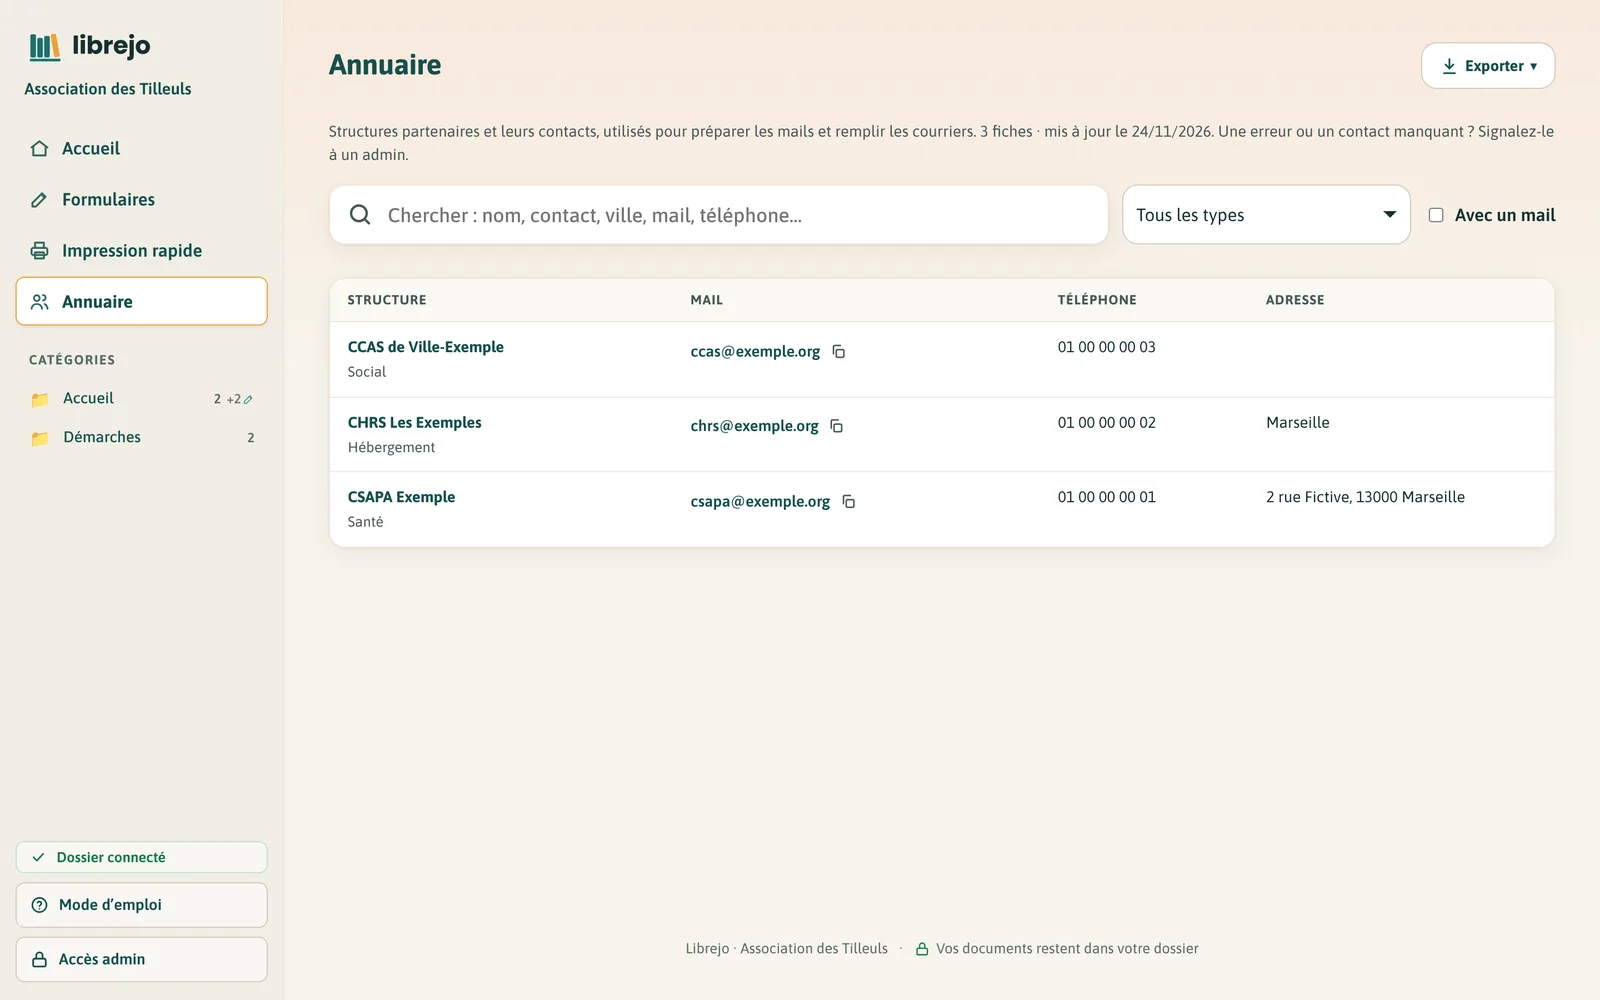 librejo
Association des Tilleuls
Accueil
Formulaires
Impression rapide
Annuaire
CATÉGORIES
Accueil 2 +2
Démarches 2
Dossier connecté
Mode d'emploi
Accès admin
Annuaire
Exporter ▾
Structures partenaires et leurs contacts, utilisés pour préparer les mails et remplir les courriers. 3 fiches · mis à jour le 24/11/2026. Une erreur ou un contact manquant ? Signalez-le
à un admin.
Chercher : nom, contact, ville, mail, téléphone...
Tous les types
Avec un mail
STRUCTURE MAIL TÉLÉPHONE ADRESSE
CCAS de Ville-Exemple ccas@exemple.org 01 00 00 00 03
Social
CHRS Les Exemples chrs@exemple.org 01 00 00 00 02 Marseille
Hébergement
CSAPA Exemple csapa@exemple.org 01 00 00 00 01 2 rue Fictive, 13000 Marseille
Santé
Librejo · Association des Tilleuls · Vos documents restent dans votre dossier